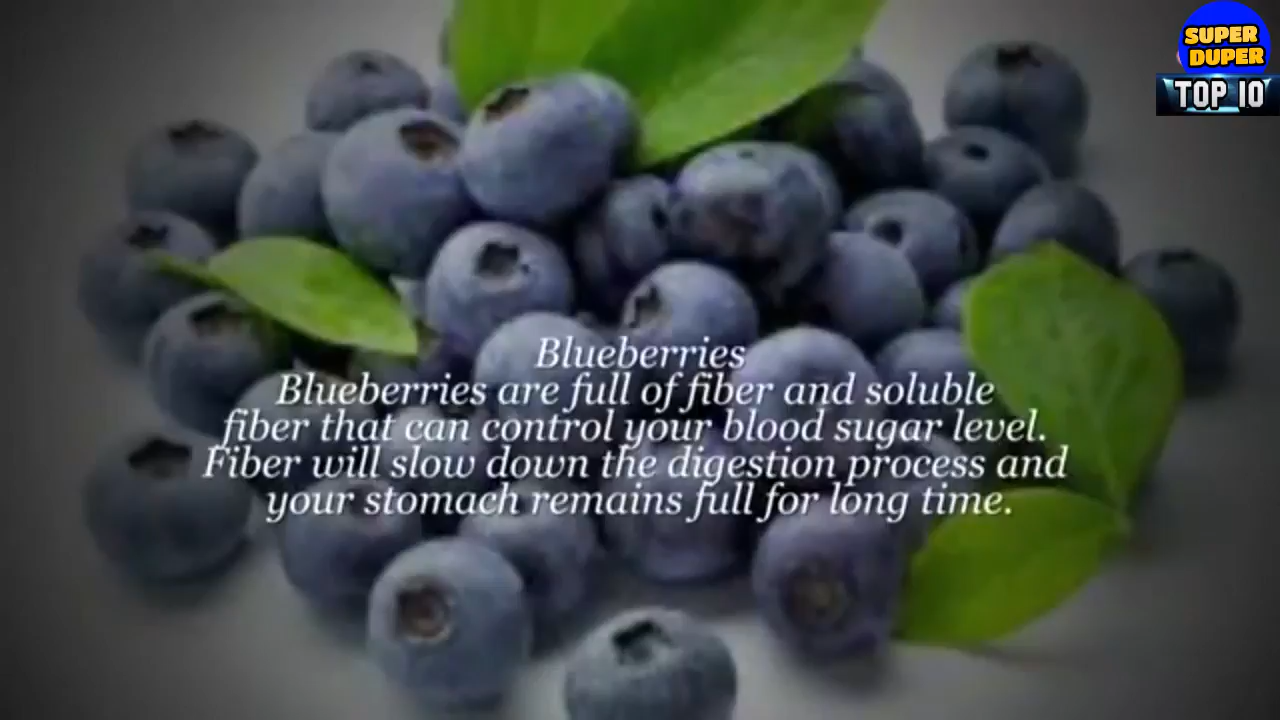 SUPER
DUPER
TOP 10
Blueberries
Blueberries are full of fiber and soluble
fiber that can control your blood sugar level.
Fiber will slow down the digestion process and
your stomach remains full for long time.